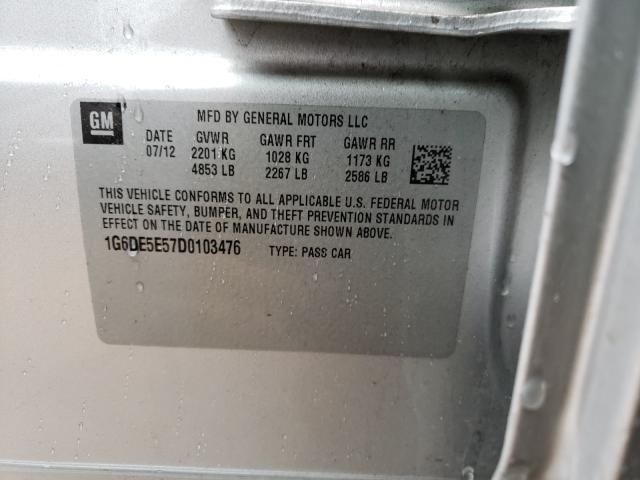 GM
MFD BY GENERAL MOTORS LLC
DATE GVWR GAWR FRT GAWR RR
07/12 2201 KG 1028 KG 1173 KG
4853 LB 2267 LB 2586 LB
THIS VEHICLE CONFORMS TO ALL APPLICABLE U.S. FEDERAL MOTOR
VEHICLE SAFETY, BUMPER, AND THEFT PREVENTION STANDARDS IN
EFFECT ON THE DATE OF MANUFACTURE SHOWN ABOVE.
1G6DE5E57D0103476 TYPE: PASS CAR